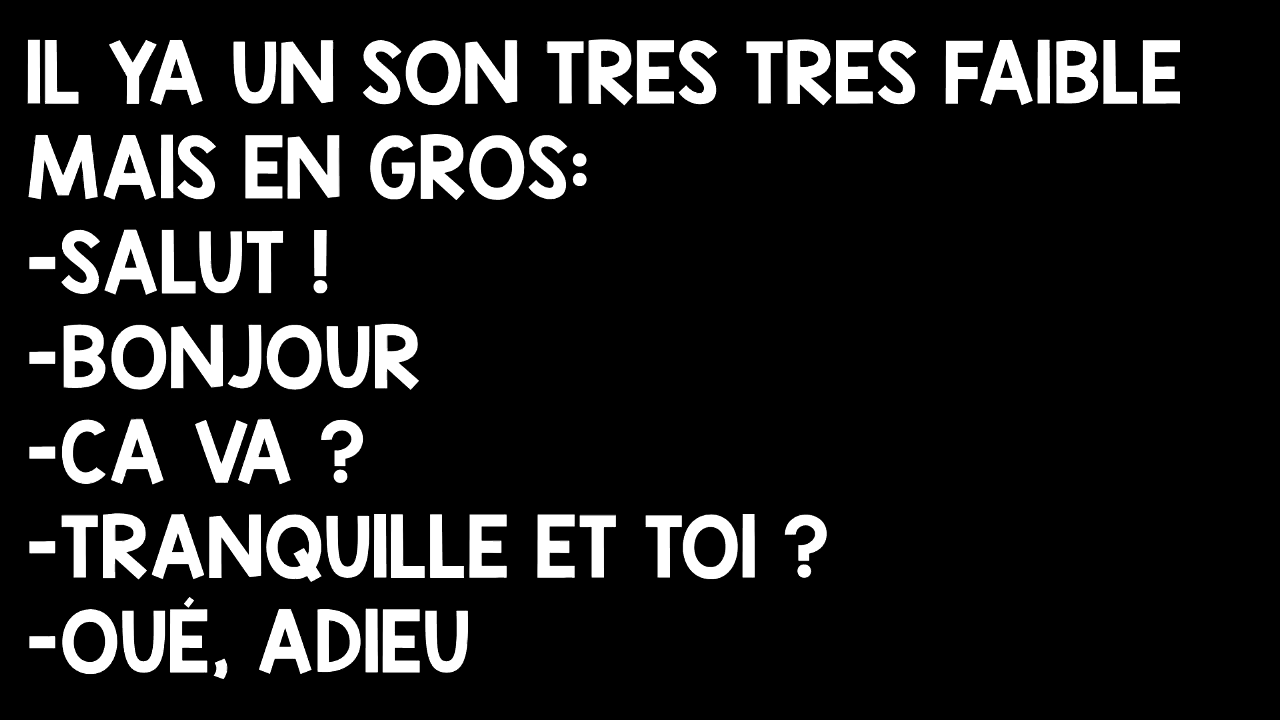 IL YA UN SON TRES TRES FAIBLE
MAIS EN GROS:
-SALUT !
-BONJOUR
-CA VA ?
-TRANQUILLE ET TOI ?
-OUÉ, ADIEU